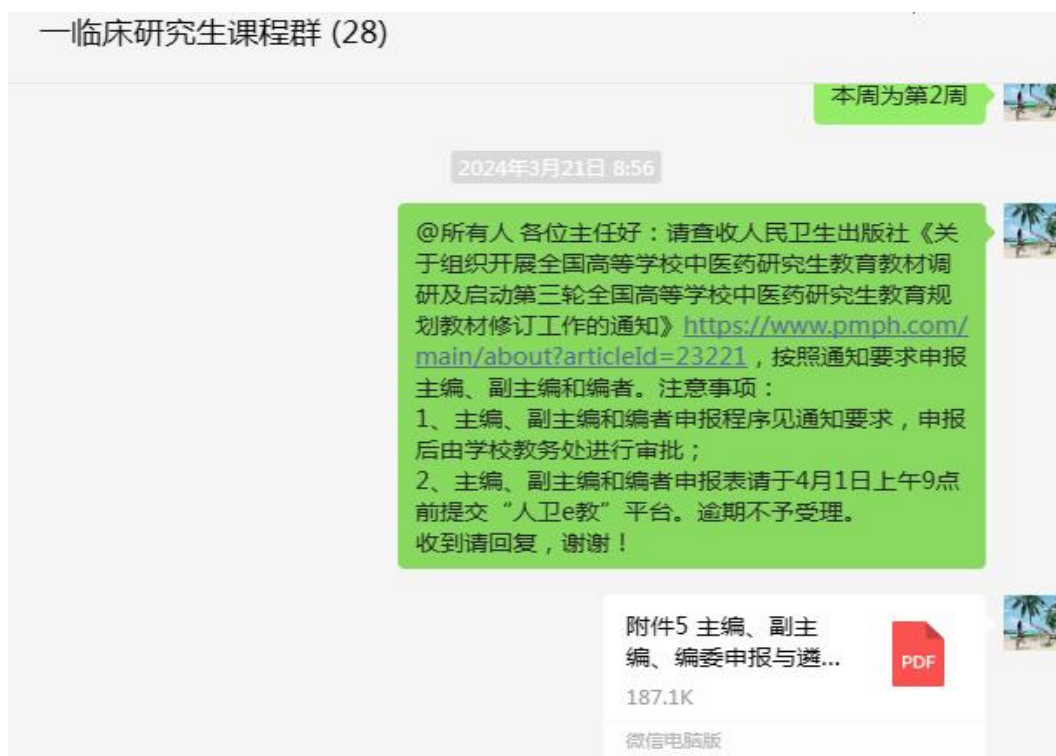 一临床研究生课程群 (28)
本周为第2周
2024年3月21日 8:56
@所有人 各位主任好：请查收人民卫生出版社《关
于组织开展全国高等学校中医药研究生教育教材调
研及启动第三轮全国高等学校中医药研究生教育规
划教材修订工作的通知》https://www.pmph.com/
main/about?articleId=23221，按照通知要求申报
主编、副主编和编者。注意事项：
1、主编、副主编和编者申报程序见通知要求，申报
后由学校教务处进行审批；
2、主编、副主编和编者申报表请于4月1日上午9点
前提交“人卫e教”平台。逾期不予受理。
收到请回复，谢谢！
附件5 主编、副主
编、编委申报与遴...
PDF
187.1K
微信电脑版